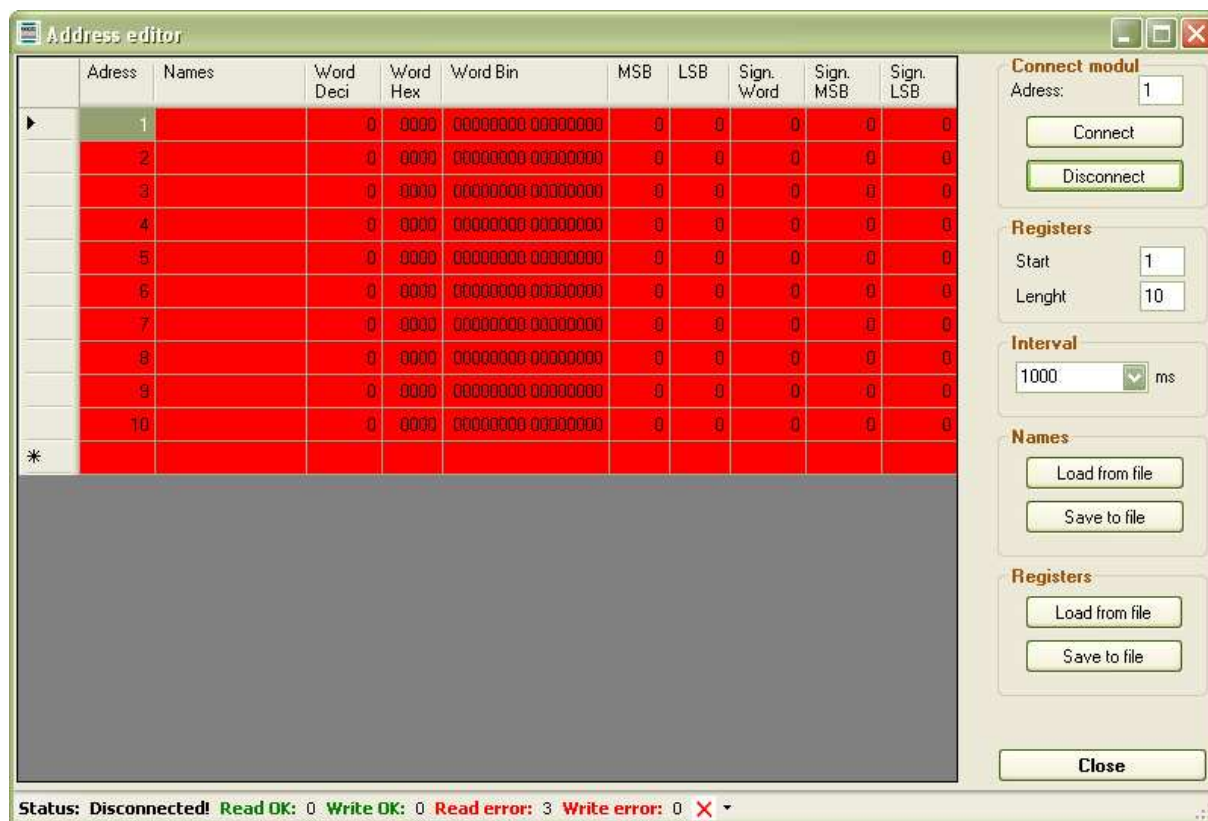 Address editor
Adress Names Word Deci Word Hex Word Bin MSB LSB Sign. Word Sign. MSB Sign. LSB
1 0 0000 00000000 00000000 0 0 0 0 0
2 0 0000 00000000 00000000 0 0 0 0 0
3 0 0000 00000000 00000000 0 0 0 0 0
4 0 0000 00000000 00000000 0 0 0 0 0
5 0 0000 00000000 00000000 0 0 0 0 0
6 0 0000 00000000 00000000 0 0 0 0 0
7 0 0000 00000000 00000000 0 0 0 0 0
8 0 0000 00000000 00000000 0 0 0 0 0
9 0 0000 00000000 00000000 0 0 0 0 0
10 0 0000 00000000 00000000 0 0 0 0 0
*
Connect modul
Adress: 1
Connect
Disconnect
Registers
Start 1
Lenght 10
Interval
1000 ms
Names
Load from file
Save to file
Registers
Load from file
Save to file
Close
Status: Disconnected! Read OK: 0 Write OK: 0 Read error: 3 Write error: 0